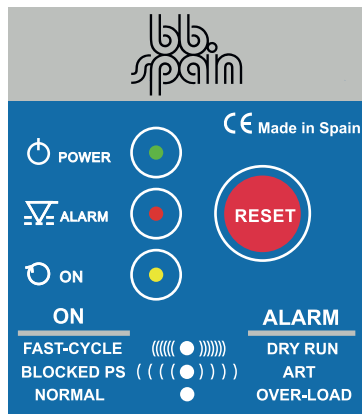 bb.
spain
CE Made in Spain
POWER
ALARM
RESET
ON
ON ALARM
FAST-CYCLE DRY RUN
BLOCKED PS ART
NORMAL OVER-LOAD